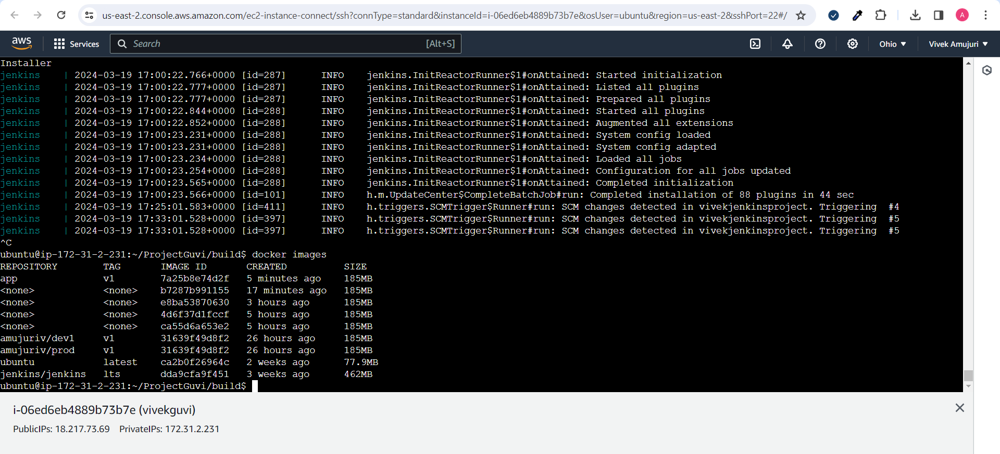 us-east-2.console.aws.amazon.com/ec2-instance-connect/ssh?connType=standard&instanceId=i-06ed6eb4889b73b7e&osUser=ubuntu&region=us-east-2&sshPort=22#/
A
aws Services Search [Alt+S] Ohio Vivek Amujuri
Installer
jenkins | 2024-03-19 17:00:22.766+0000 [id=287] INFO jenkins.InitReactorRunner$1#onAttained: Started initialization
jenkins | 2024-03-19 17:00:22.777+0000 [id=287] INFO jenkins.InitReactorRunner$1#onAttained: Listed all plugins
jenkins | 2024-03-19 17:00:22.777+0000 [id=287] INFO jenkins.InitReactorRunner$1#onAttained: Prepared all plugins
jenkins | 2024-03-19 17:00:22.844+0000 [id=288] INFO jenkins.InitReactorRunner$1#onAttained: Started all plugins
jenkins | 2024-03-19 17:00:22.852+0000 [id=288] INFO jenkins.InitReactorRunner$1#onAttained: Augmented all extensions
jenkins | 2024-03-19 17:00:23.231+0000 [id=288] INFO jenkins.InitReactorRunner$1#onAttained: System config loaded
jenkins | 2024-03-19 17:00:23.231+0000 [id=288] INFO jenkins.InitReactorRunner$1#onAttained: System config adapted
jenkins | 2024-03-19 17:00:23.234+0000 [id=288] INFO jenkins.InitReactorRunner$1#onAttained: Loaded all jobs
jenkins | 2024-03-19 17:00:23.254+0000 [id=288] INFO jenkins.InitReactorRunner$1#onAttained: Configuration for all jobs updated
jenkins | 2024-03-19 17:00:23.565+0000 [id=288] INFO jenkins.InitReactorRunner$1#onAttained: Completed initialization
jenkins | 2024-03-19 17:00:23.566+0000 [id=101] INFO h.m.UpdateCenter$CompleteBatchJob#run: Completed installation of 88 plugins in 44 sec
jenkins | 2024-03-19 17:25:01.583+0000 [id=411] INFO h.triggers.SCMTrigger$Runner#run: SCM changes detected in vivekjenkinsproject. Triggering #4
jenkins | 2024-03-19 17:33:01.528+0000 [id=397] INFO h.triggers.SCMTrigger$Runner#run: SCM changes detected in vivekjenkinsproject. Triggering #5
jenkins | 2024-03-19 17:33:01.528+0000 [id=397] INFO h.triggers.SCMTrigger$Runner#run: SCM changes detected in vivekjenkinsproject. Triggering #5
^C
ubuntu@ip-172-31-2-231:~/ProjectGuvi/build$ docker images
REPOSITORY TAG IMAGE ID CREATED SIZE
app v1 7a25b8e74d2f 5 minutes ago 185MB
<none> <none> b7287b991155 17 minutes ago 185MB
<none> <none> e8ba53870630 3 hours ago 185MB
<none> <none> 4d6f37d1fccf 5 hours ago 185MB
<none> <none> ca55d6a653e2 5 hours ago 185MB
amujuriv/dev1 v1 31639f49d8f2 26 hours ago 185MB
amujuriv/prod v1 31639f49d8f2 26 hours ago 185MB
ubuntu latest ca2b0f26964c 2 weeks ago 77.9MB
jenkins/jenkins lts dda9cfa9f451 3 weeks ago 462MB
ubuntu@ip-172-31-2-231:~/ProjectGuvi/build$
i-06ed6eb4889b73b7e (vivekguvi)
PublicIPs: 18.217.73.69 PrivateIPs: 172.31.2.231